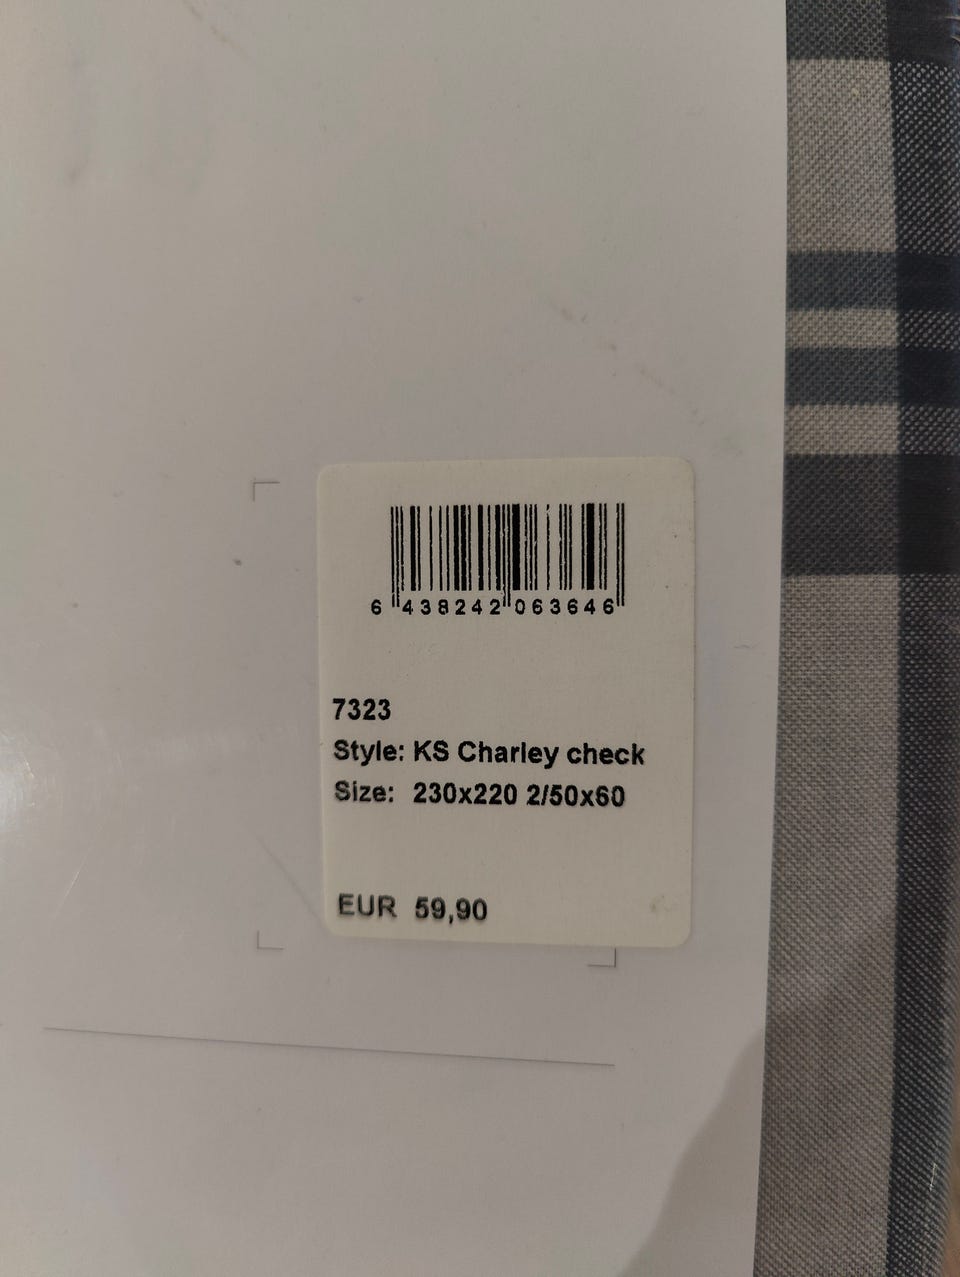 6 438242 063646
7323
Style: KS Charley check
Size: 230x220 2/50x60
EUR 59,90